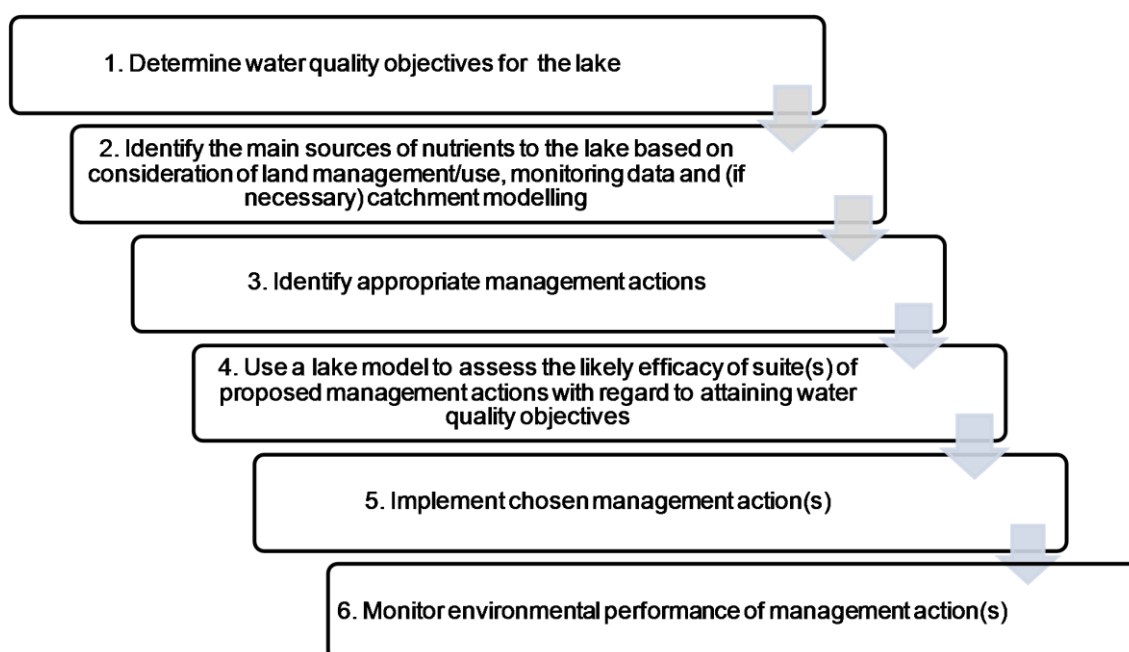 1. Determine water quality objectives for the lake
2. Identify the main sources of nutrients to the lake based on
consideration of land management/use, monitoring data and (if
necessary) catchment modelling
3. Identify appropriate management actions
4. Use a lake model to assess the likely efficacy of suite(s) of
proposed management actions with regard to attaining water
quality objectives
5. Implement chosen management action(s)
6. Monitor environmental performance of management action(s)